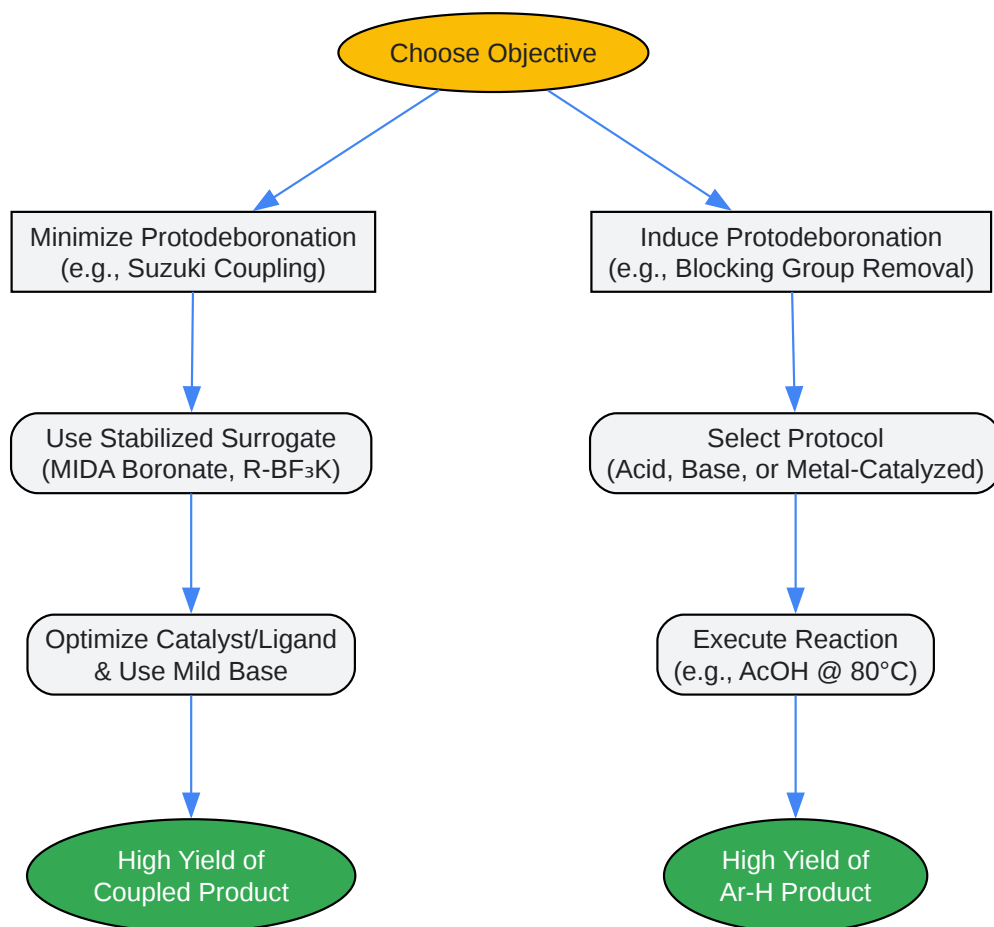 Choose Objective
Minimize Protodeboronation
(e.g., Suzuki Coupling)
Induce Protodeboronation
(e.g., Blocking Group Removal)
Use Stabilized Surrogate
(MIDA Boronate, R-BF₃K)
Select Protocol
(Acid, Base, or Metal-Catalyzed)
Optimize Catalyst/Ligand
& Use Mild Base
Execute Reaction
(e.g., AcOH @ 80°C)
High Yield of
Coupled Product
High Yield of
Ar-H Product